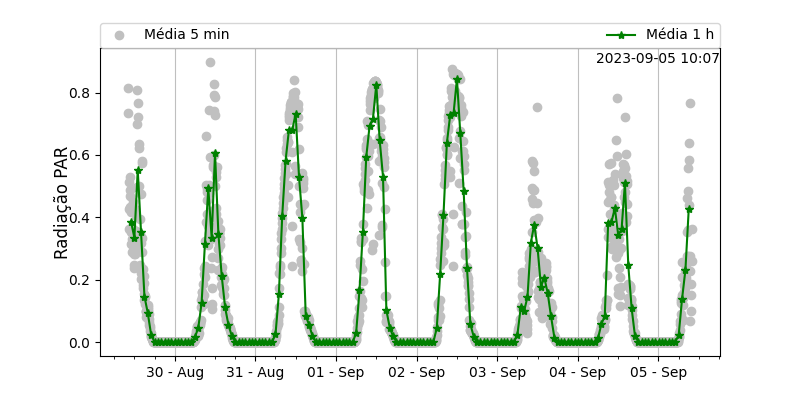 Média 5 min
Média 1 h
2023-09-05 10:07
Radiação PAR
0.8
0.6
0.4
0.2
0.0
30 - Aug
31 - Aug
01 - Sep
02 - Sep
03 - Sep
04 - Sep
05 - Sep